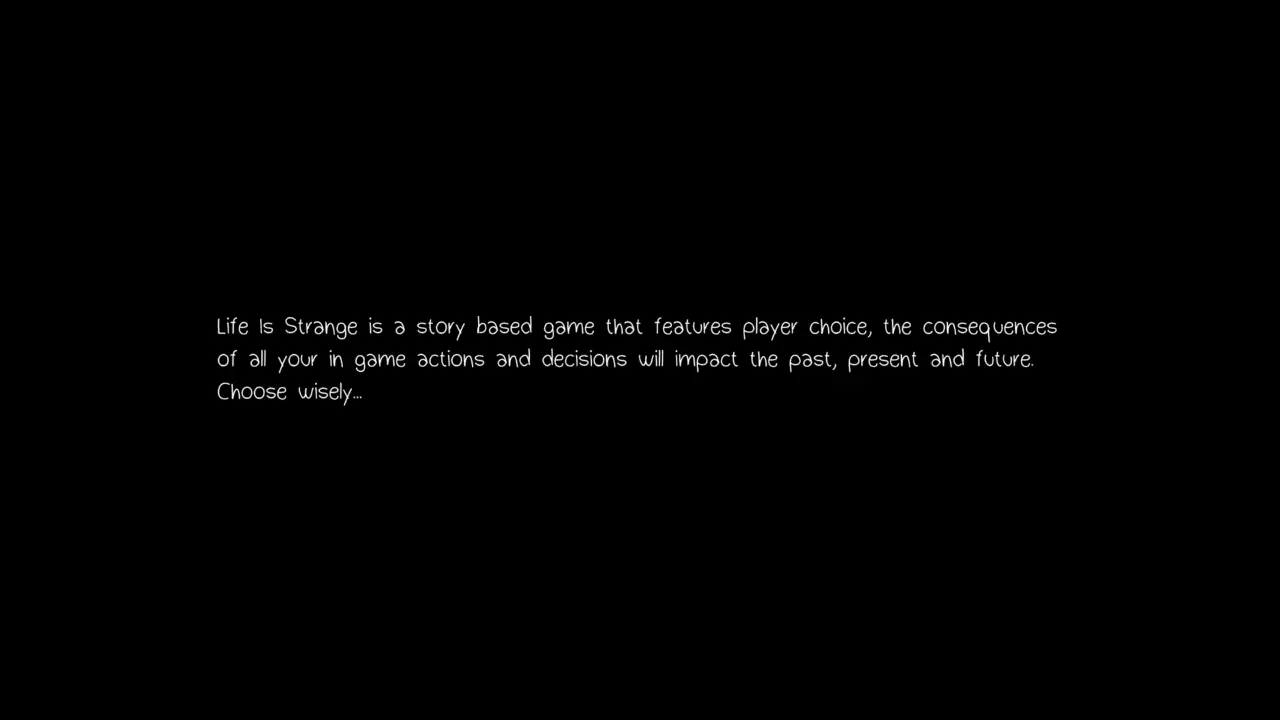 Life Is Strange is a story based game that features player choice, the consequences
of all your in game actions and decisions will impact the past, present and future.
Choose wisely...